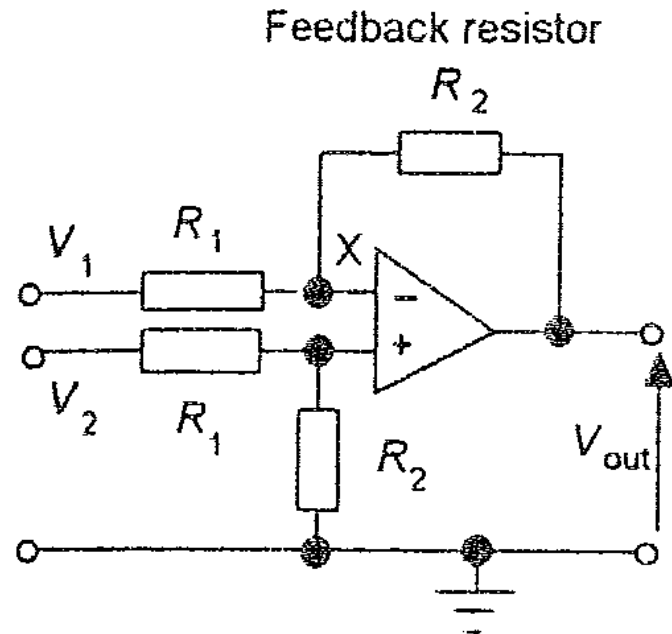 Feedback resistor
R2
V1
R1
X
−
+
V2
R1
R2
Vout